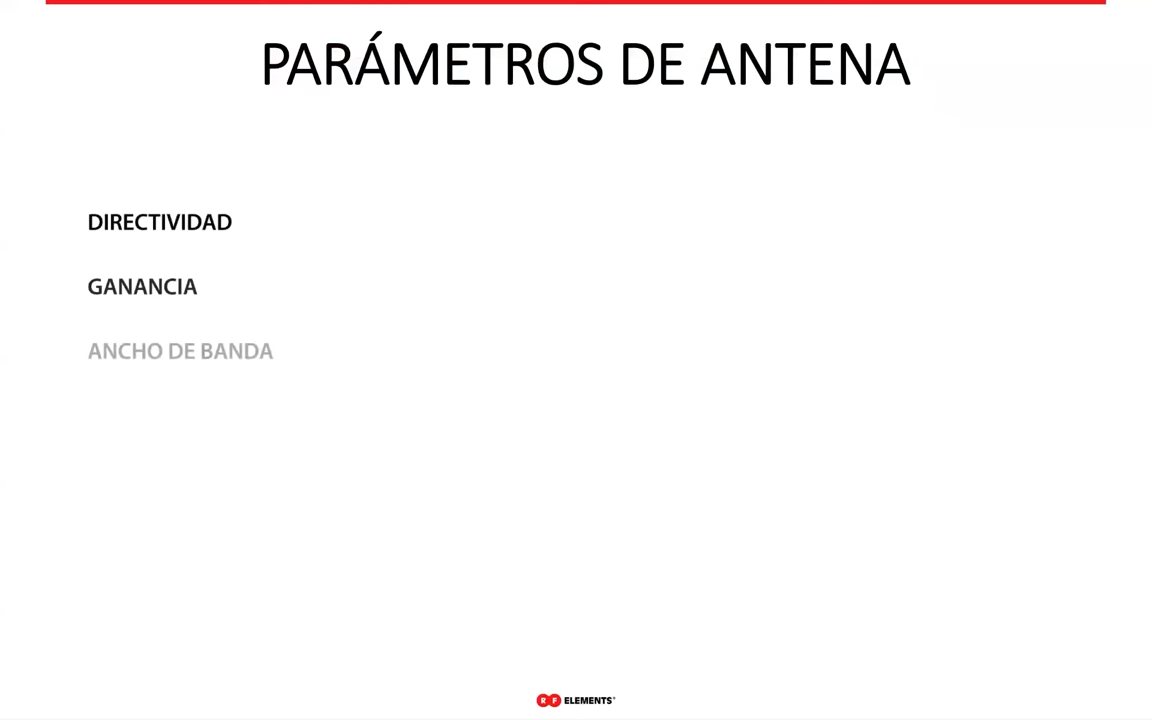 PARÁMETROS DE ANTENA
DIRECTIVIDAD
GANANCIA
ANCHO DE BANDA
RF ELEMENTS